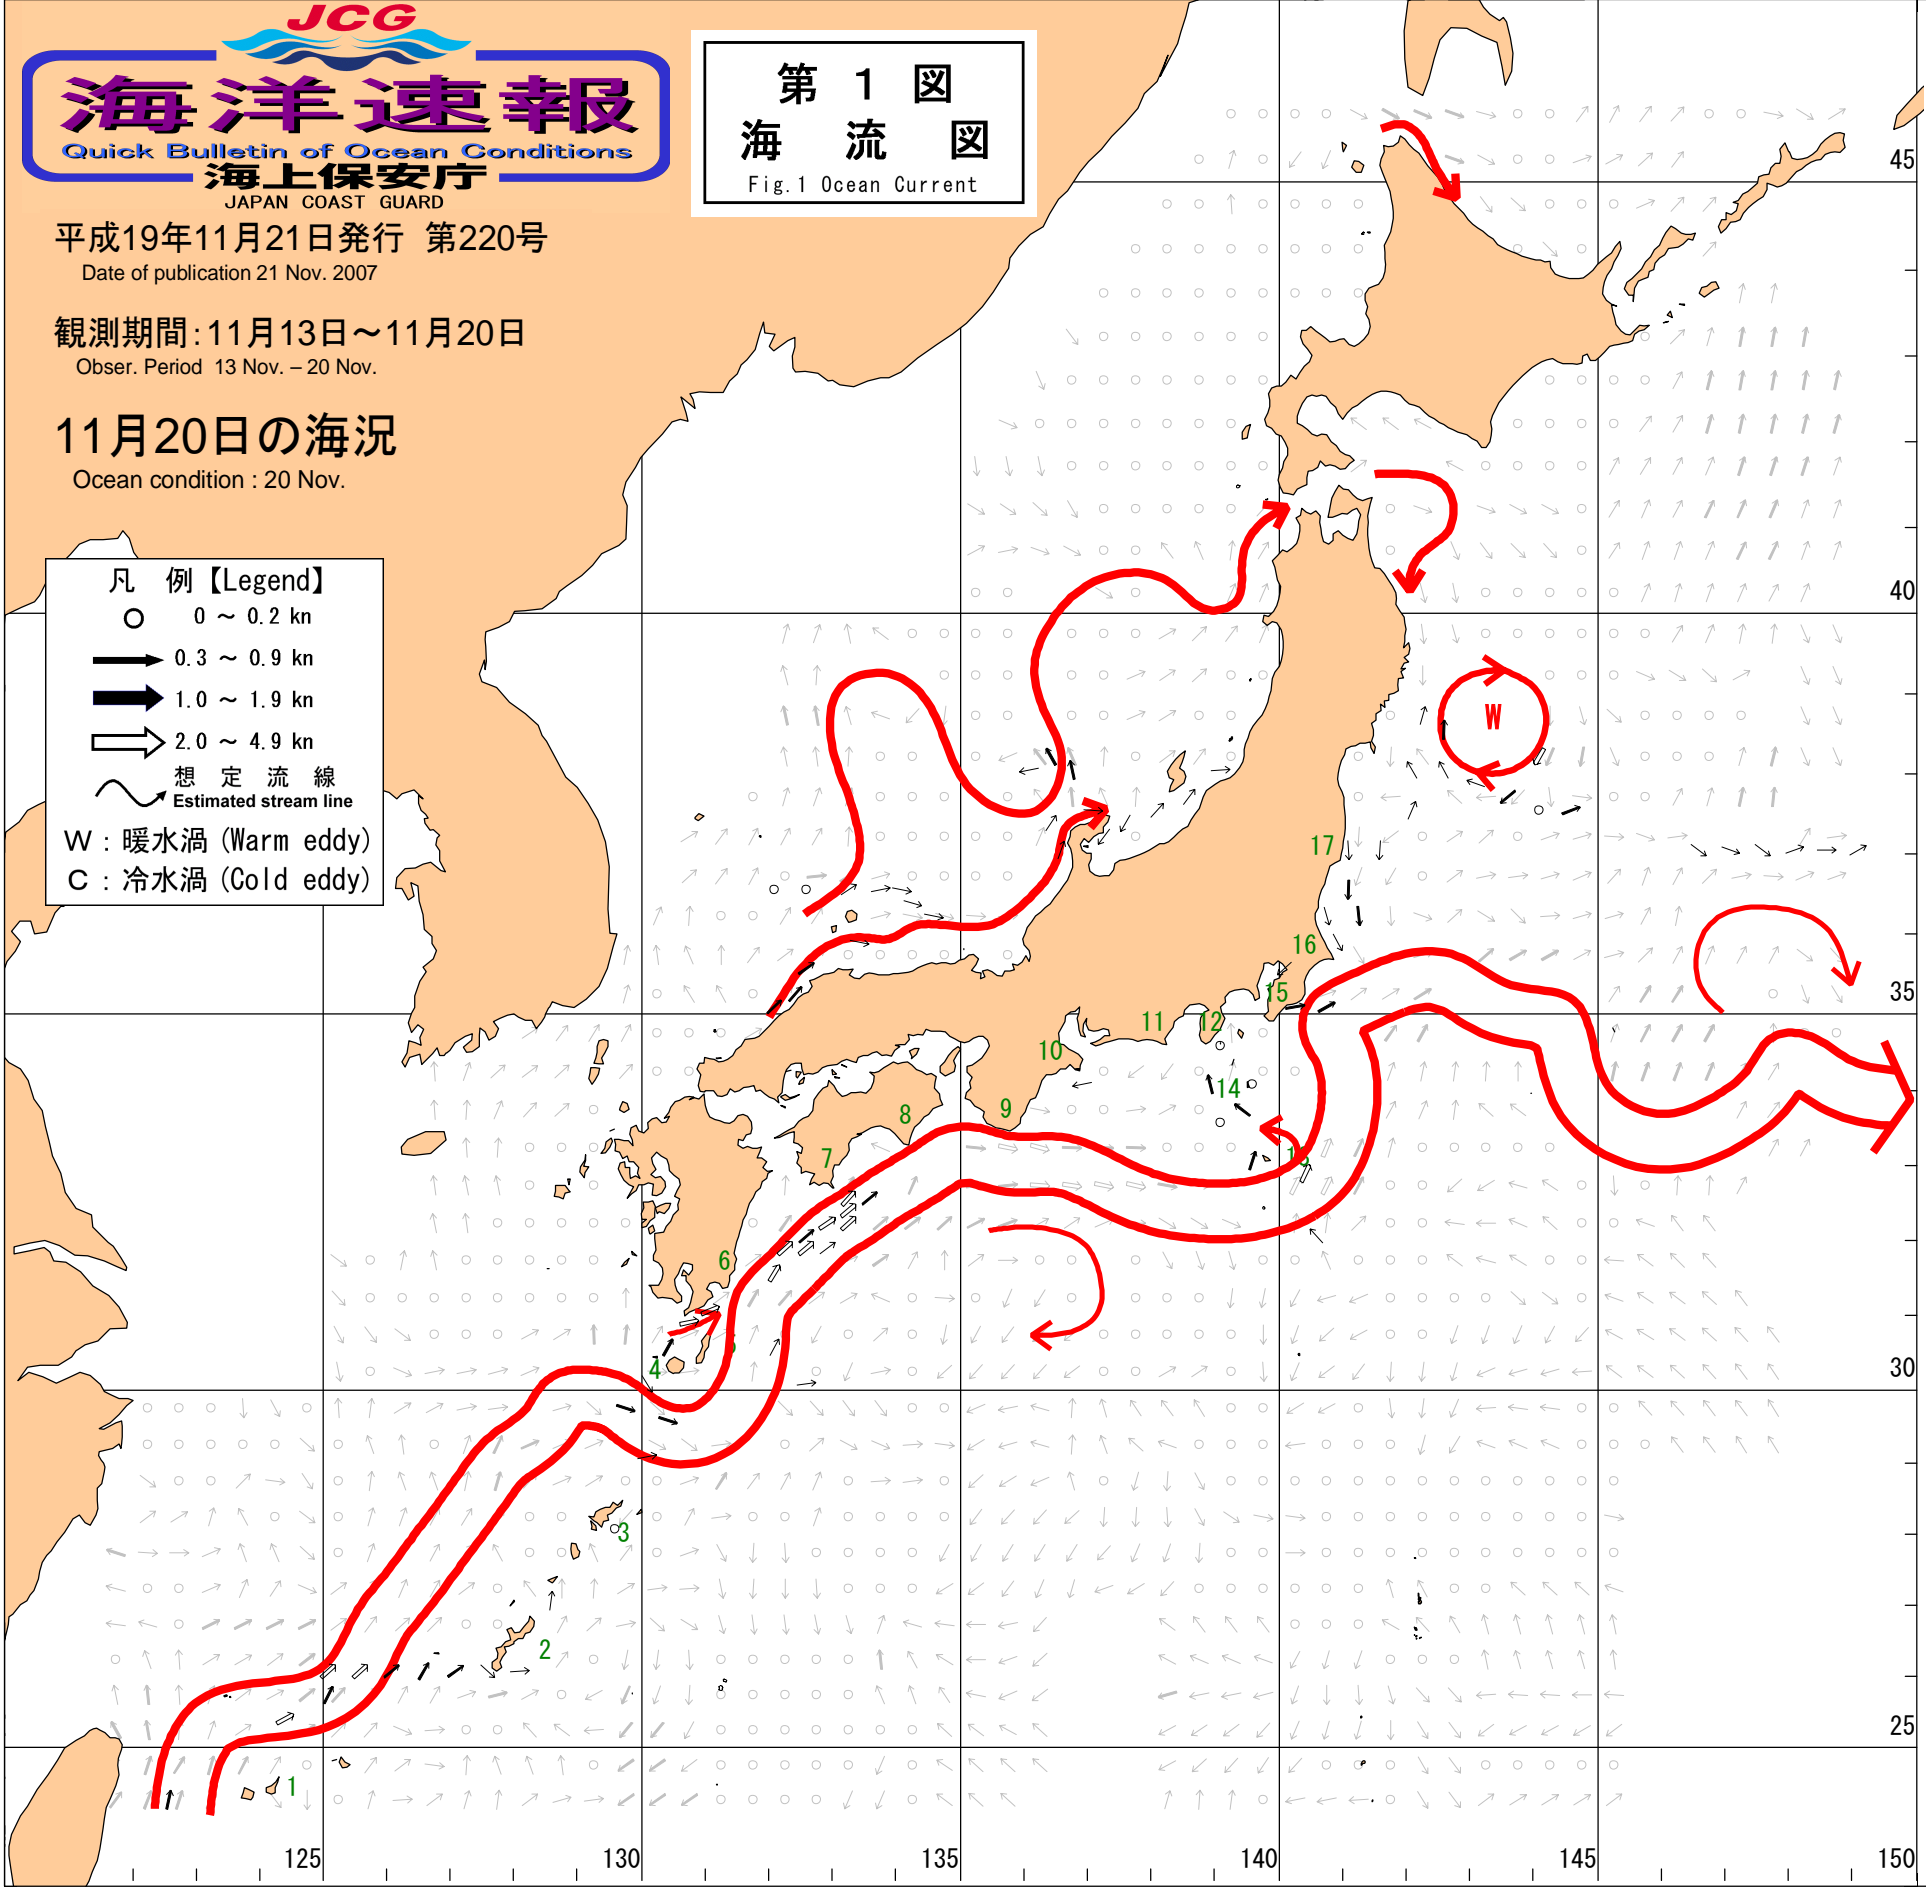 JCG
海洋速報
Quick Bulletin of Ocean Conditions
海上保安庁
JAPAN COAST GUARD
平成19年11月21日発行 第220号
Date of publication 21 Nov. 2007
観測期間:11月13日~11月20日
Obser. Period 13 Nov. – 20 Nov.
11月20日の海況
Ocean condition : 20 Nov.
第 1 図
海 流 図
Fig.1 Ocean Current
凡 例【Legend】
0 ~ 0.2 kn
0.3 ~ 0.9 kn
1.0 ~ 1.9 kn
2.0 ~ 4.9 kn
想 定 流 線
Estimated stream line
W : 暖水渦 (Warm eddy)
C : 冷水渦 (Cold eddy)
45
40
W
17
16
35
15
11
12
10
14
9
8
7
6
4
30
3
2
25
1
125
130
135
140
145
150